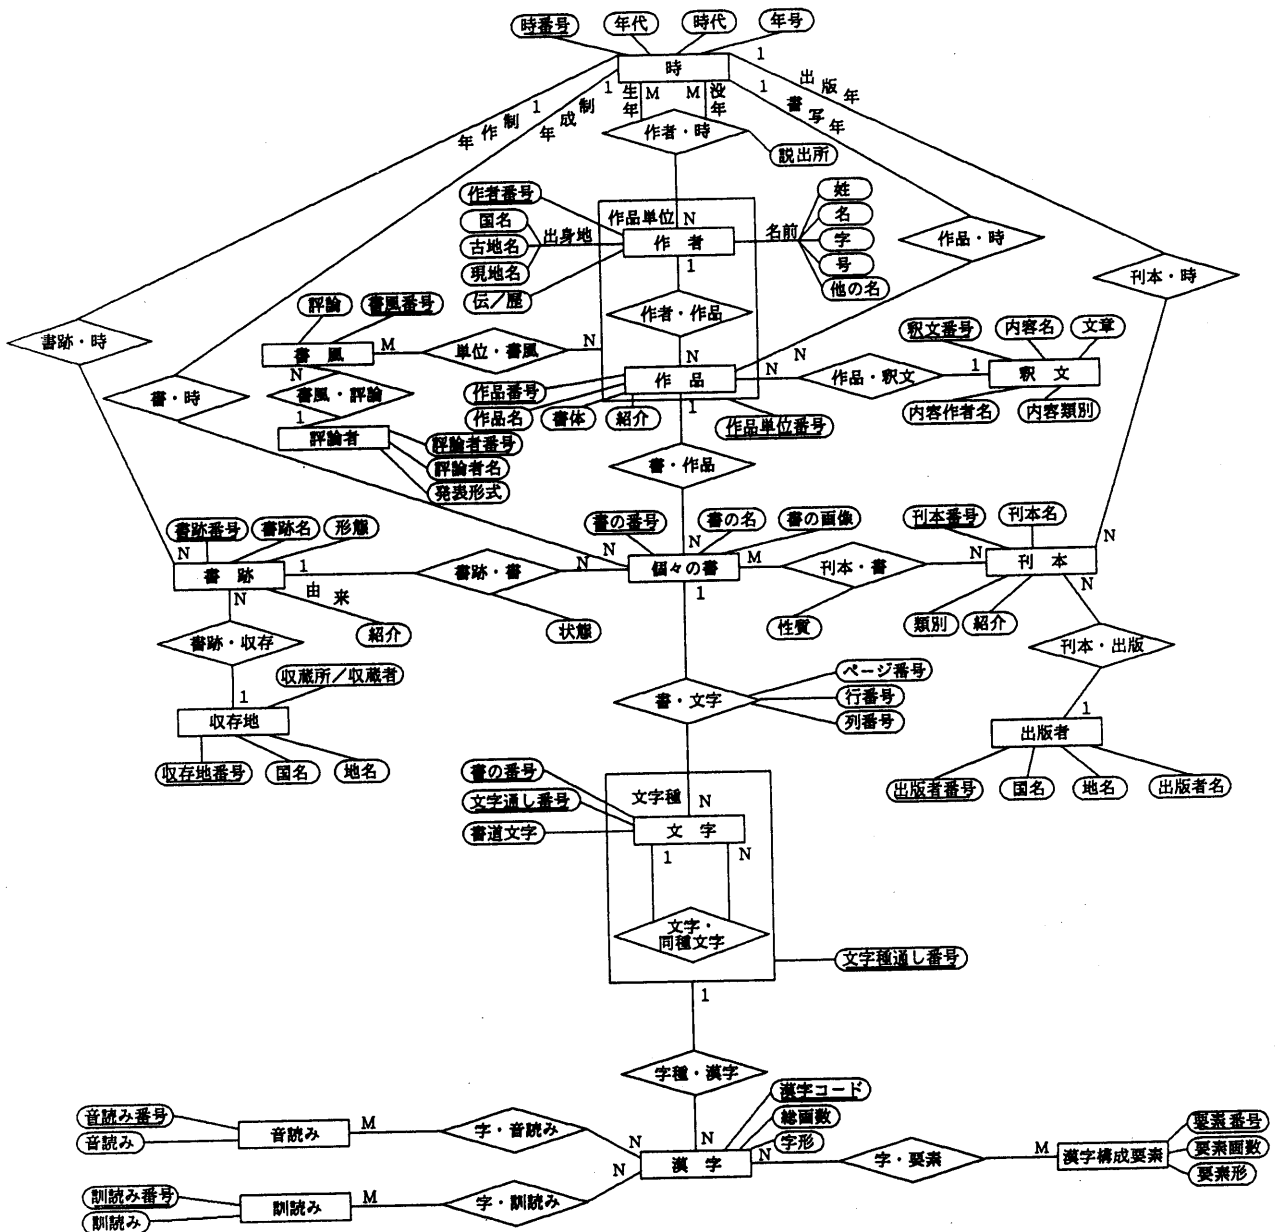 時番号
年代
時代
年号
時
1
出版年
1
書写年
1
年作制
1
年成制
生年
M
M
没年
作者・時
説出所
作者番号
国名
古地名
現地名
出身地
伝/歴
作品単位
N
作 者
1
名前
姓
名
字
号
他の名
作品・時
刊本・時
作者・作品
書跡・時
評論
書風番号
書 風
M
単位・書風
N
N
書風・評論
1
評論者
評論者番号
評論者名
発表形式
書・時
N
作 品
N
N
作品番号
作品名
書体
紹介
1
作品単位番号
作品・釈文
1
釈文番号
内容名
文章
釈 文
内容作者名
内容類別
書・作品
書跡番号
書跡名
形態
N
書 跡
1
由来
紹介
N
書跡・書
状態
N
N
書の番号
N
書の名
書の画像
個々の書
M
1
刊本・書
性質
N
刊本番号
刊本名
刊 本
N
N
類別
紹介
書跡・収存
1
収蔵所/収蔵者
収存地
収存地番号
国名
地名
刊本・出版
1
出版者
出版者番号
国名
地名
出版者名
書・文字
ページ番号
行番号
列番号
書の番号
文字通し番号
書道文字
文字種
N
文 字
1
N
文字・
同種文字
文字種通し番号
1
字種・漢字
音読み番号
音読み
音読み
M
字・音読み
N
N
漢字コード
総画数
字形
漢 字
N
字・要素
M
漢字構成要素
要素番号
要素画数
要素形
訓読み番号
訓読み
訓読み
M
字・訓読み
N